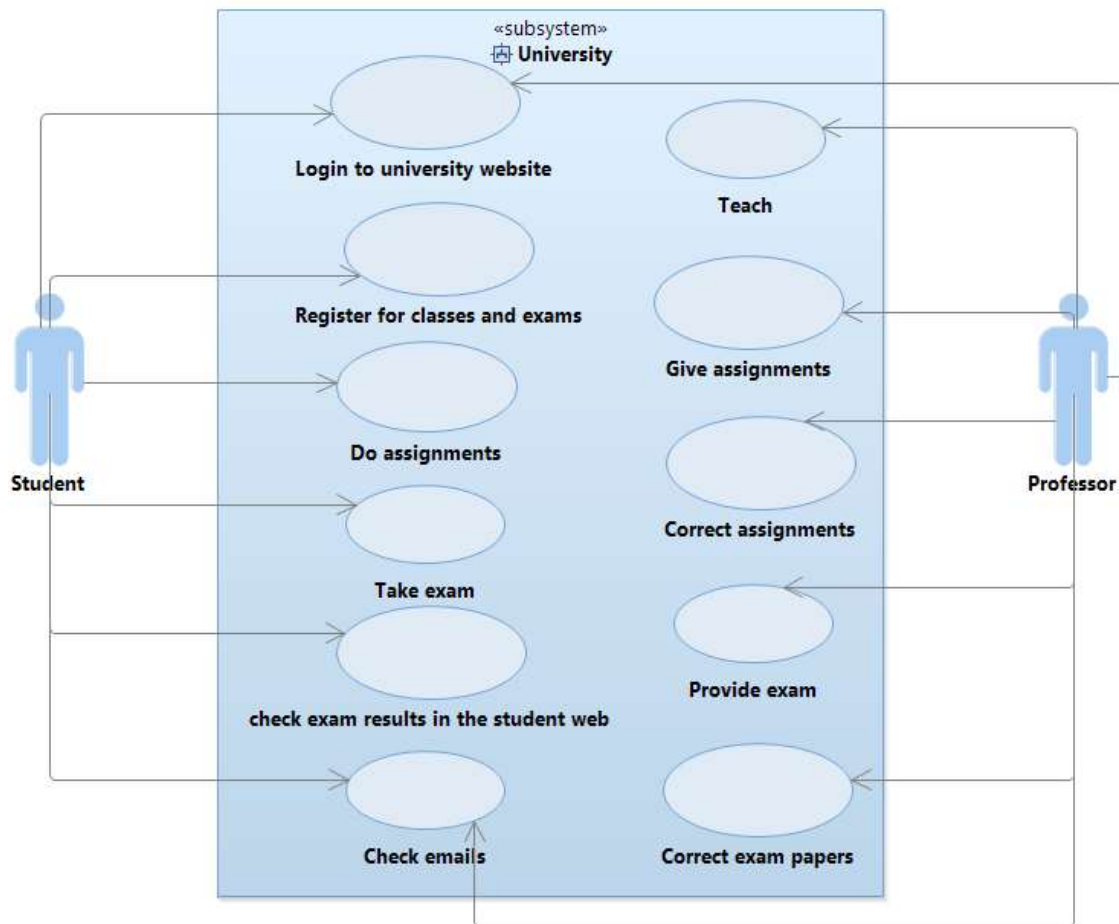 «subsystem»
University
Login to university website
Teach
Register for classes and exams
Give assignments
Do assignments
Student
Professor
Correct assignments
Take exam
Provide exam
check exam results in the student web
Check emails
Correct exam papers